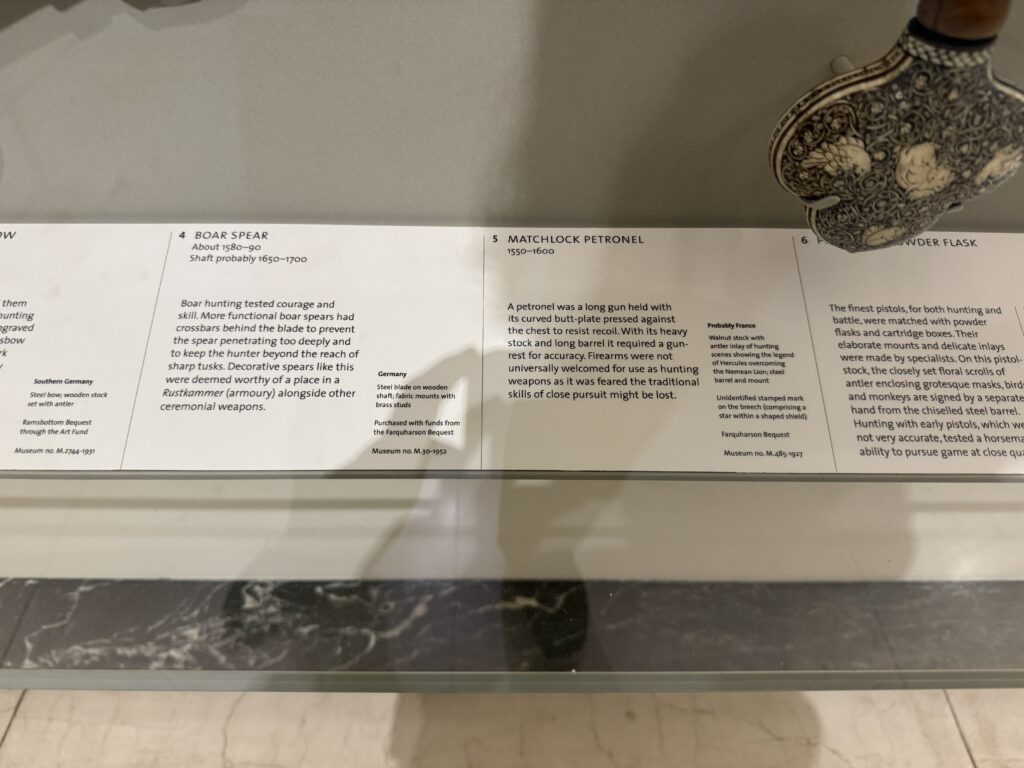 OW
them
hunting
ngraved
sbow
rk
Southern Germany
Steel bow; wooden stock
set with antler
Ramsbottom Bequest
through the Art Fund
Museum no. M.2744-1931
4 BOAR SPEAR
About 1580–90
Shaft probably 1650–1700
Boar hunting tested courage and
skill. More functional boar spears had
crossbars behind the blade to prevent
the spear penetrating too deeply and
to keep the hunter beyond the reach of
sharp tusks. Decorative spears like this
were deemed worthy of a place in a
Rustkammer (armoury) alongside other
ceremonial weapons.
Germany
Steel blade on wooden
shaft; fabric mounts with
brass studs
Purchased with funds from
the Farquharson Bequest
Museum no. M.30-1952
5 MATCHLOCK PETRONEL
1550–1600
A petronel was a long gun held with
its curved butt-plate pressed against
the chest to resist recoil. With its heavy
stock and long barrel it required a gun-
rest for accuracy. Firearms were not
universally welcomed for use as hunting
weapons as it was feared the traditional
skills of close pursuit might be lost.
Probably France
Walnut stock with
antler inlay of hunting
scenes showing the legend
of Hercules overcoming
the Nemean Lion; steel
barrel and mount
Unidentified stamped mark
on the breech (comprising a
star within a shaped shield)
Farquharson Bequest
Museum no. M.485-1927
6 P OWDER FLASK
The finest pistols, for both hunting and
battle, were matched with powder
flasks and cartridge boxes. Their
elaborate mounts and delicate inlays
were made by specialists. On this pistol-
stock, the closely set floral scrolls of
antler enclosing grotesque masks, bird
and monkeys are signed by a separate
hand from the chiselled steel barrel.
Hunting with early pistols, which we
not very accurate, tested a horsema
ability to pursue game at close qua